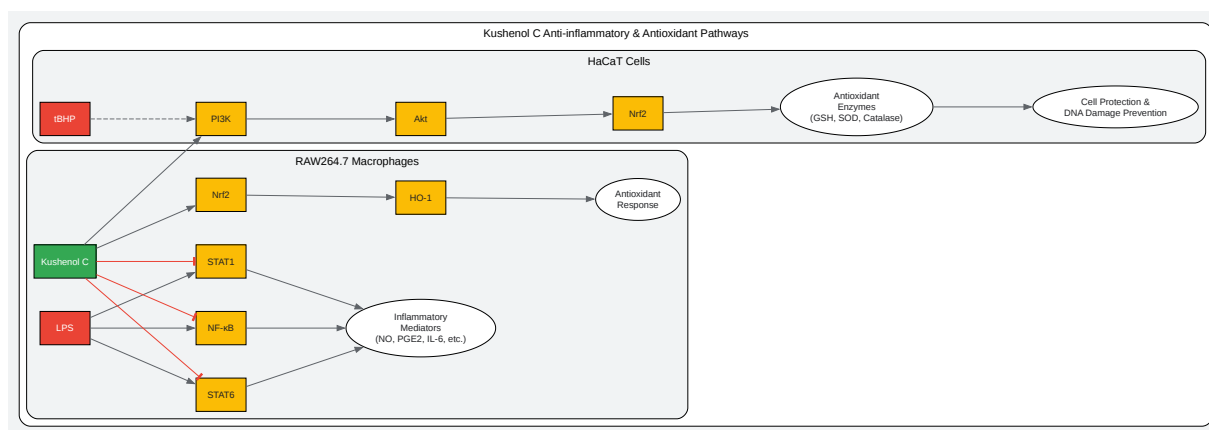 Kushenol C Anti-inflammatory & Antioxidant Pathways
HaCaT Cells
tBHP
PI3K
Akt
Nrf2
Antioxidant
Enzymes
(GSH, SOD, Catalase)
Cell Protection &
DNA Damage Prevention
RAW264.7 Macrophages
Nrf2
HO-1
Antioxidant
Response
Kushenol C
STAT1
LPS
NF-κB
Inflammatory
Mediators
(NO, PGE2, IL-6, etc.)
STAT6